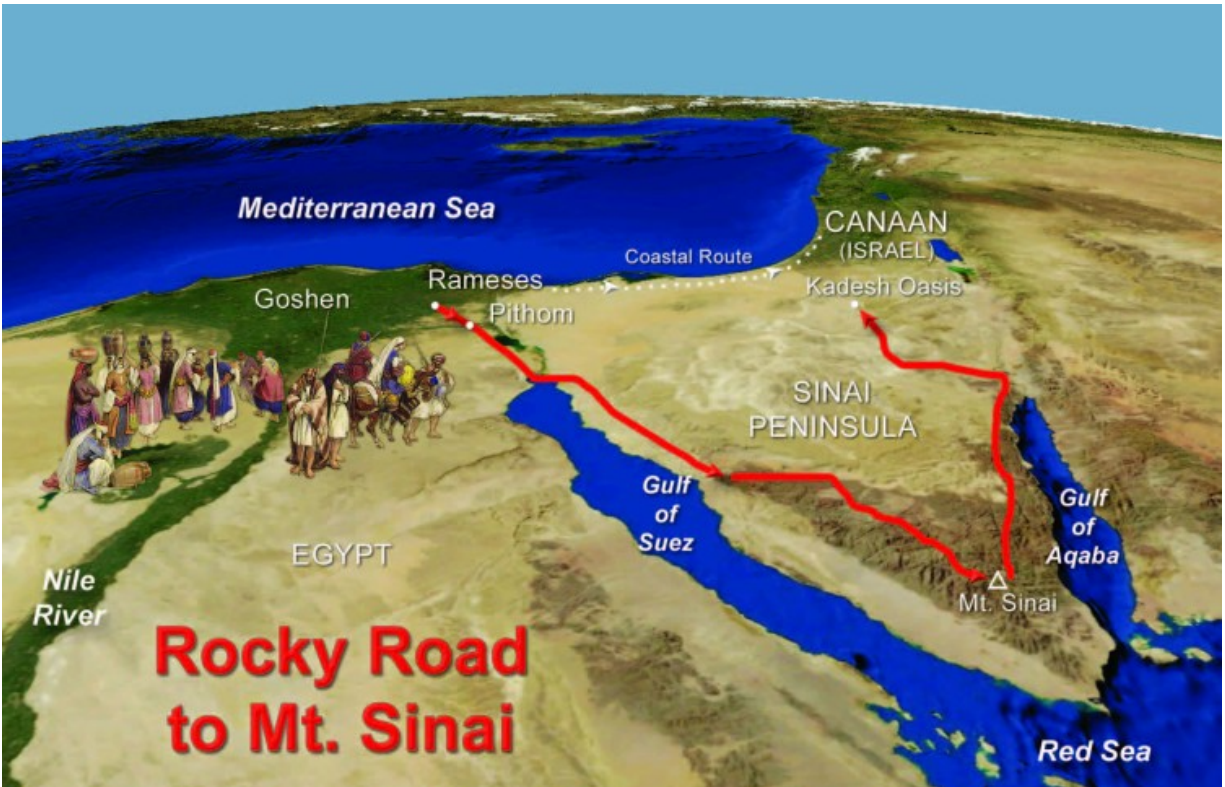 Mediterranean Sea
CANAAN
(ISRAEL)
Coastal Route
Rameses
Kadesh Oasis
Goshen
Pithom
SINAI
PENINSULA
Gulf
of
Suez
Gulf
of
Aqaba
EGYPT
Nile
River
Mt. Sinai
Rocky Road
to Mt. Sinai
Red Sea